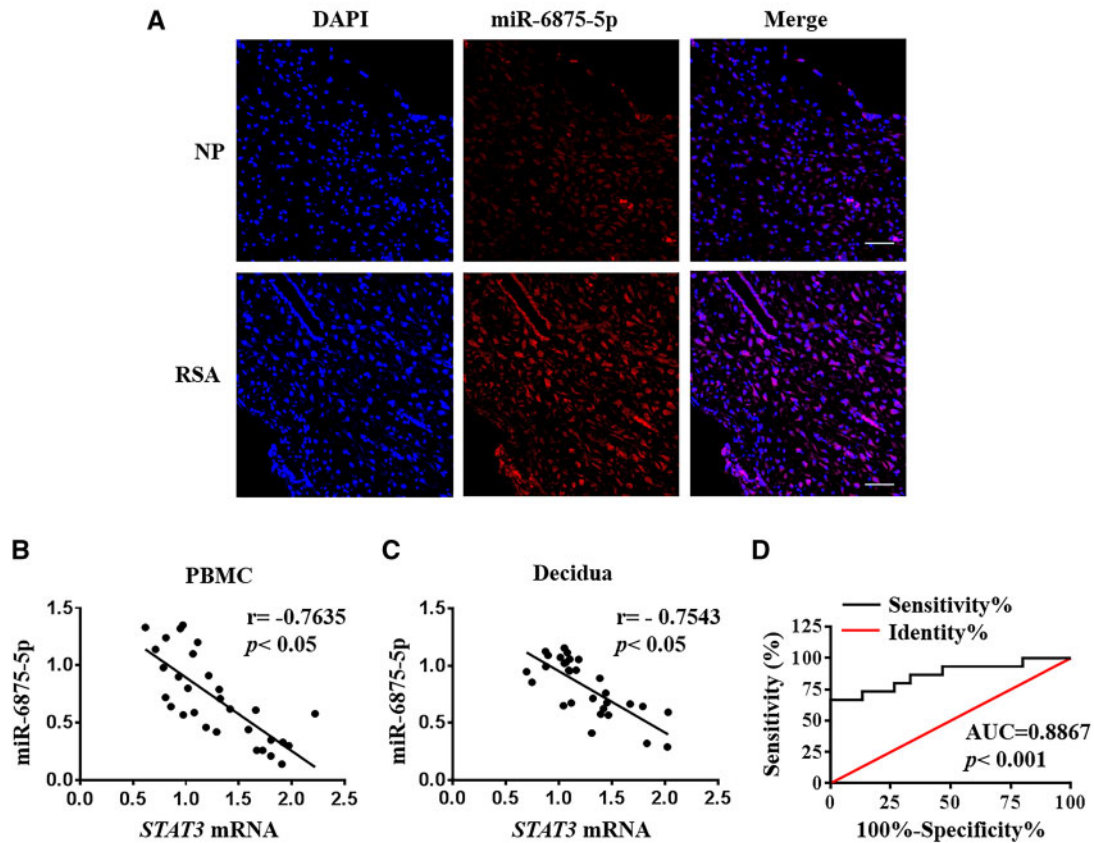 A
DAPI
miR-6875-5p
Merge
NP
RSA
B
PBMC
r= -0.7635
p< 0.05
miR-6875-5p
1.5
1.0
0.5
0.0
0.0
0.5
1.0
1.5
2.0
2.5
STAT3 mRNA
C
Decidua
r= - 0.7543
p< 0.05
miR-6875-5p
1.5
1.0
0.5
0.0
0.0
0.5
1.0
1.5
2.0
2.5
STAT3 mRNA
D
Sensitivity%
Identity%
Sensitivity (%)
125
100
75
50
25
0
AUC=0.8867
p< 0.001
0
25
50
75
100
100%-Specificity%